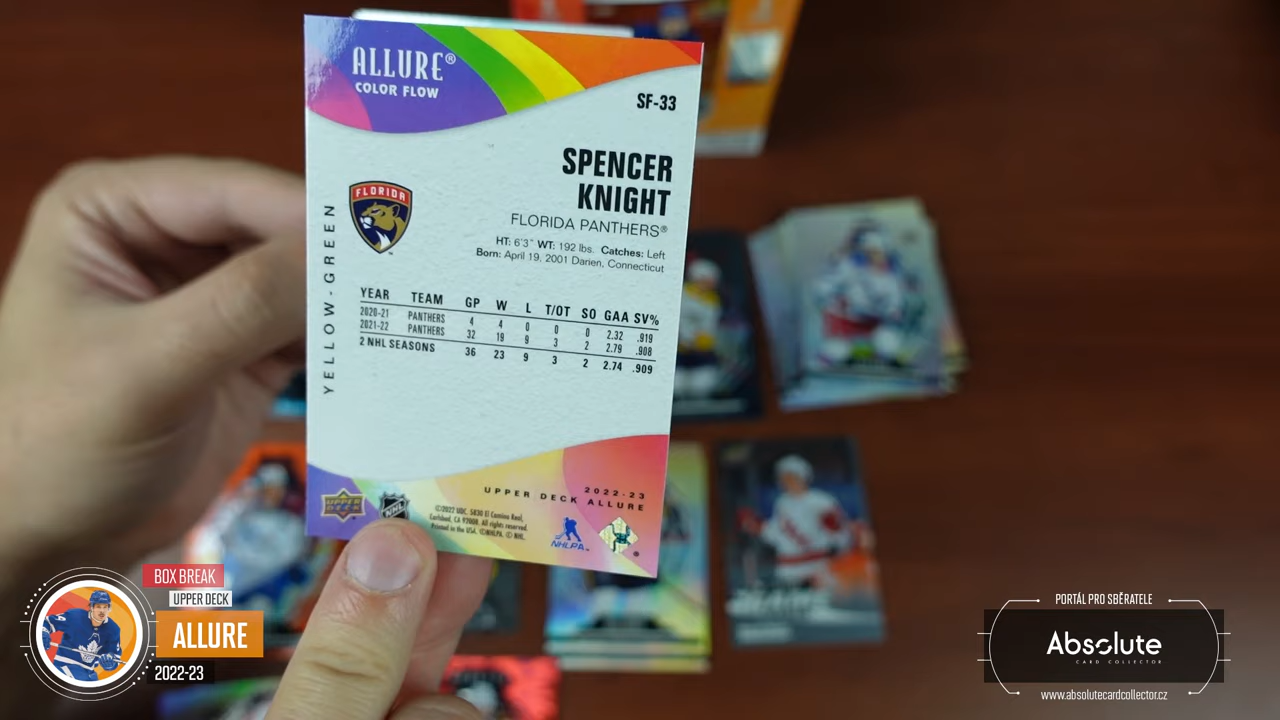 ALLURE®
COLOR FLOW
SF-33
SPENCER
KNIGHT
FLORIDA PANTHERS®
HT: 6'3" WT: 192 lbs. Catches: Left
Born: April 19, 2001 Darien, Connecticut
FLORIDA
YELLOW-GREEN
YEAR TEAM GP W L T/OT SO GAA SV%
2020-21 PANTHERS 4 4 0 0 0 2.32 .919
2021-22 PANTHERS 32 19 9 3 2 2.79 .908
2 NHL SEASONS 36 23 9 3 2 2.74 .909
2022-23
UPPER DECK ALLURE
UPPER DECK
NHL
©2022 UDC. 5830 El Camino Real,
Carlsbad, CA 92008. All rights reserved.
Printed in the USA. ©NHLPA. © NHL.
NHLPA
BOX BREAK
UPPER DECK
ALLURE
2022-23
PORTÁL PRO SBĚRATELE
Absolute
CARD COLLECTOR
www.absolutecardcollector.cz